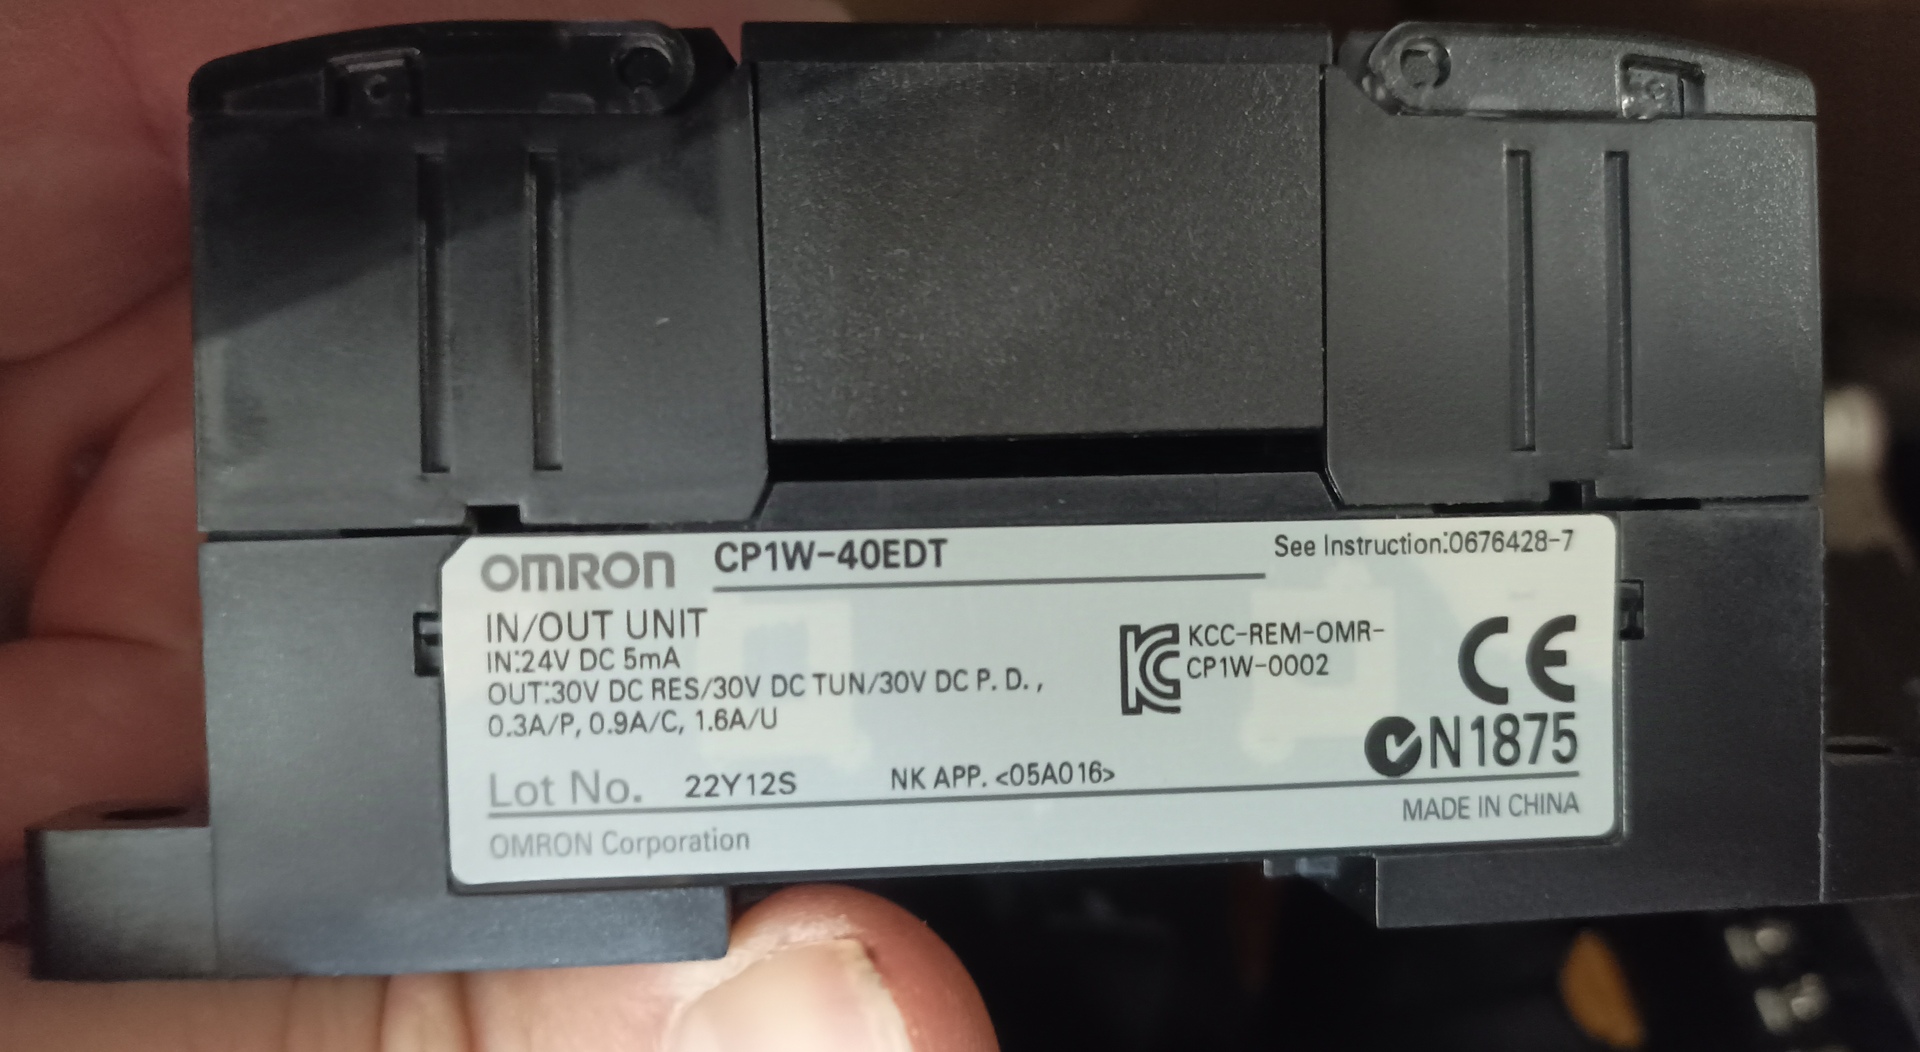 OMRON CP1W-40EDT See Instruction:0676428-7
IN/OUT UNIT
IN:24V DC 5mA
OUT:30V DC RES/30V DC TUN/30V DC P. D. ,
0.3A/P, 0.9A/C, 1.6A/U
KCC-REM-OMR-
CP1W-0002
CE
N1875
Lot No. 22Y12S NK APP. <05A016>
OMRON Corporation MADE IN CHINA